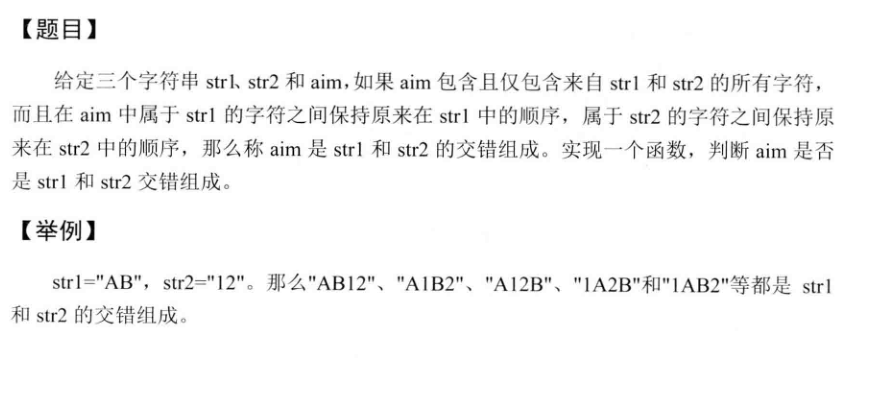 【题目】
给定三个字符串 str1、str2 和 aim,如果 aim 包含且仅包含来自 str1 和 str2 的所有字符，
而且在 aim 中属于 str1 的字符之间保持原来在 str1 中的顺序，属于 str2 的字符之间保持原
来在 str2 中的顺序，那么称 aim 是 str1 和 str2 的交错组成。实现一个函数，判断 aim 是否
是 str1 和 str2 交错组成。
【举例】
str1="AB"，str2="12"。那么"AB12"、"A1B2"、"A12B"、"1A2B"和"1AB2"等都是 str1
和 str2 的交错组成。